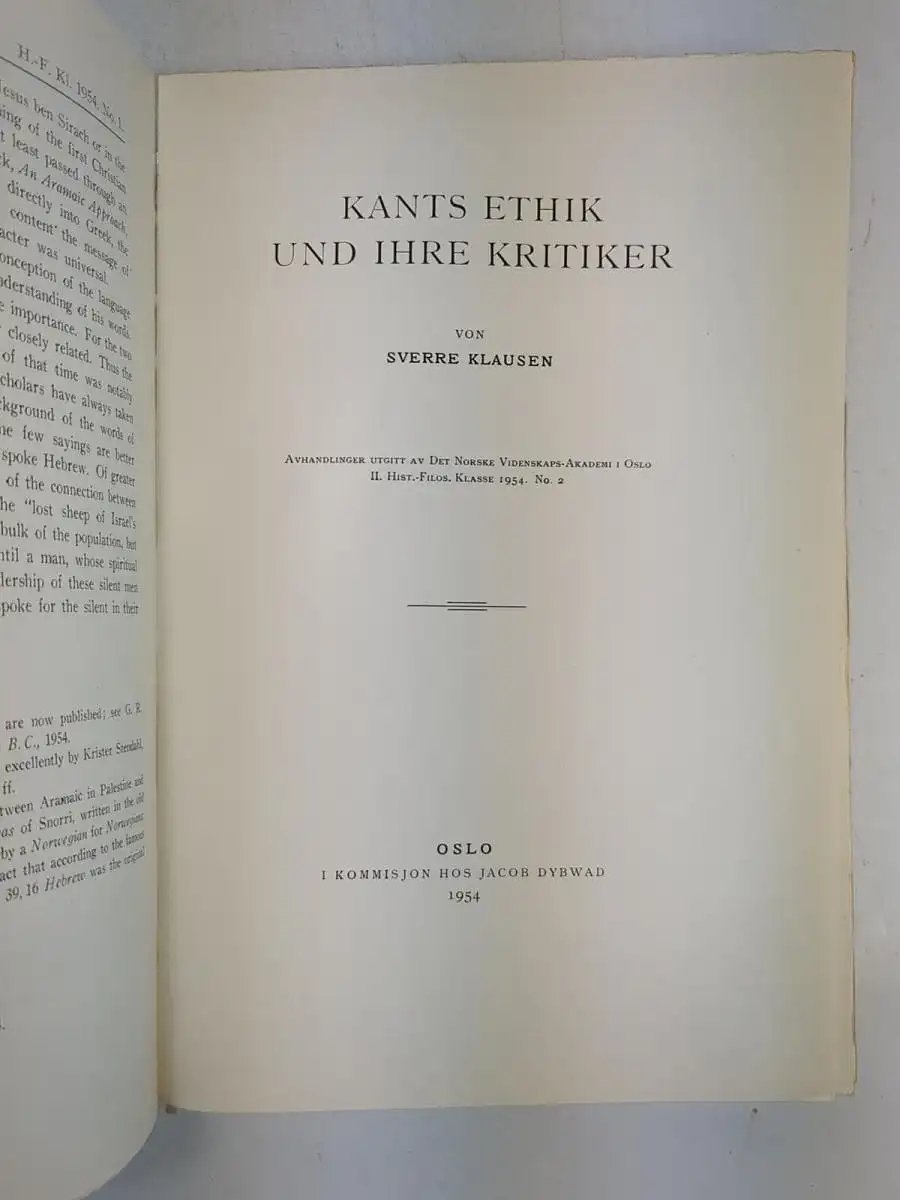 H.-F. Kl. 1954. No. 1.
Jesus ben Sirach or in the
of the first Christian
least passed through an
An Aramaic Approach,
directly into Greek, the
content the message of
was universal.
conception of the language
understanding of his words.
importance. For the two
closely related. Thus the
of that time was notably
scholars have always taken
background of the words of
few sayings are better
spoke Hebrew. Of greater
of the connection between
the "lost sheep of Israel's
bulk of the population, but
until a man, whose spiritual
of these silent men
spoke for the silent in their
are now published; see G. R.
B. C., 1954.
excellently by Krister Stendahl,
ff.
between Aramaic in Palestine and
of Snorri, written in the old
by a Norwegian for Norwegians
that according to the famous
39, 16 Hebrew was the original
KANTS ETHIK
UND IHRE KRITIKER
VON
SVERRE KLAUSEN
AVHANDLINGER UTGITT AV DET NORSKE VIDENSKAPS-AKADEMI I OSLO
II. HIST.-FILOS. KLASSE 1954. NO. 2
OSLO
I KOMMISJON HOS JACOB DYBWAD
1954